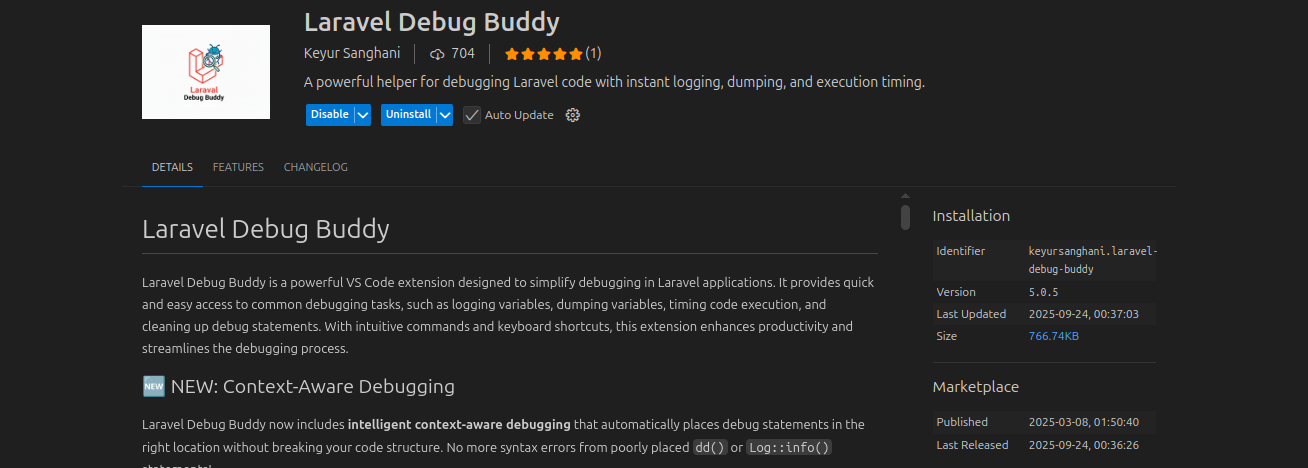 Laravel Debug Buddy
Keyur Sanghani 704 (1)
A powerful helper for debugging Laravel code with instant logging, dumping, and execution timing.
Disable Uninstall Auto Update
Laraval
Debug Buddy
DETAILS FEATURES CHANGELOG
Laravel Debug Buddy
Laravel Debug Buddy is a powerful VS Code extension designed to simplify debugging in Laravel applications. It provides quick
and easy access to common debugging tasks, such as logging variables, dumping variables, timing code execution, and
cleaning up debug statements. With intuitive commands and keyboard shortcuts, this extension enhances productivity and
streamlines the debugging process.
NEW NEW: Context-Aware Debugging
Laravel Debug Buddy now includes intelligent context-aware debugging that automatically places debug statements in the
right location without breaking your code structure. No more syntax errors from poorly placed dd() or Log::info()
Installation
Identifier keyursanghani.laravel-
debug-buddy
Version 5.0.5
Last Updated 2025-09-24, 00:37:03
Size 766.74KB
Marketplace
Published 2025-03-08, 01:50:40
Last Released 2025-09-24, 00:36:26